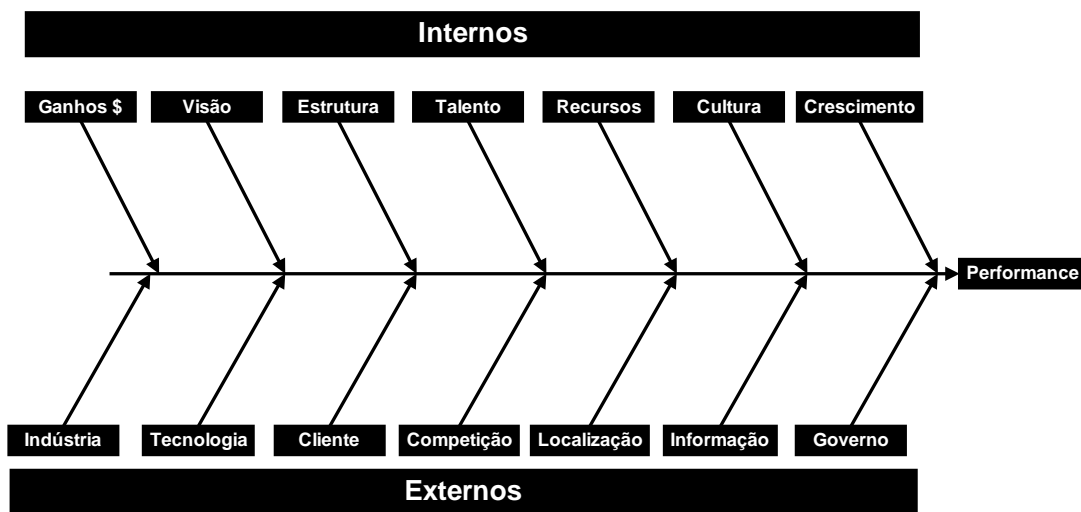 Internos
Ganhos $
Visão
Estrutura
Talento
Recursos
Cultura
Crescimento
Performance
Indústria
Tecnologia
Cliente
Competição
Localização
Informação
Governo
Externos